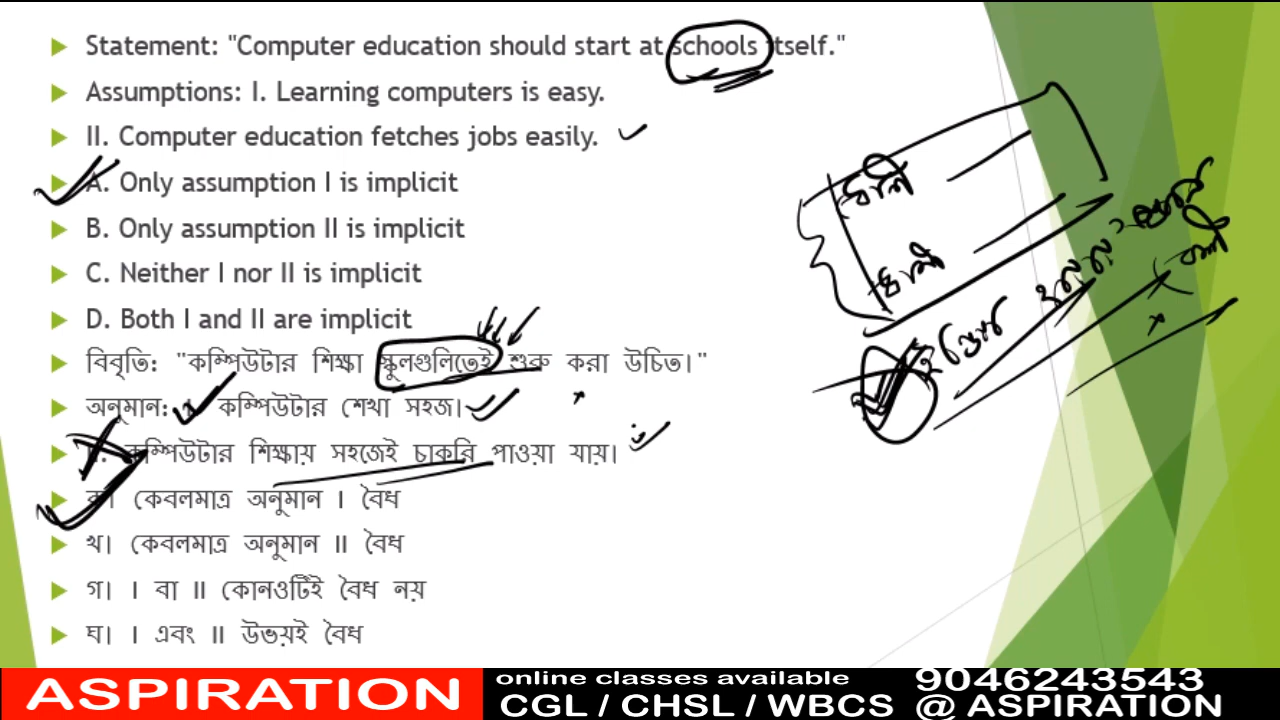 Statement: "Computer education should start at schools itself."
Assumptions: I. Learning computers is easy.
II. Computer education fetches jobs easily.
A. Only assumption I is implicit
B. Only assumption II is implicit
C. Neither I nor II is implicit
D. Both I and II are implicit
বিবৃতি: "কম্পিউটার শিক্ষা স্কুলগুলিতেই শুরু করা উচিত।"
অনুমান: কম্পিউটার শেখা সহজ।
কম্পিউটার শিক্ষায় সহজেই চাকরি পাওয়া যায়।
ক। কেবলমাত্র অনুমান I বৈধ
খ। কেবলমাত্র অনুমান II বৈধ
গ। I বা II কোনওটিই বৈধ নয়
ঘ। I এবং II উভয়ই বৈধ
ASPIRATION
online classes available
CGL / CHSL / WBCS
9046243543
@ ASPIRATION